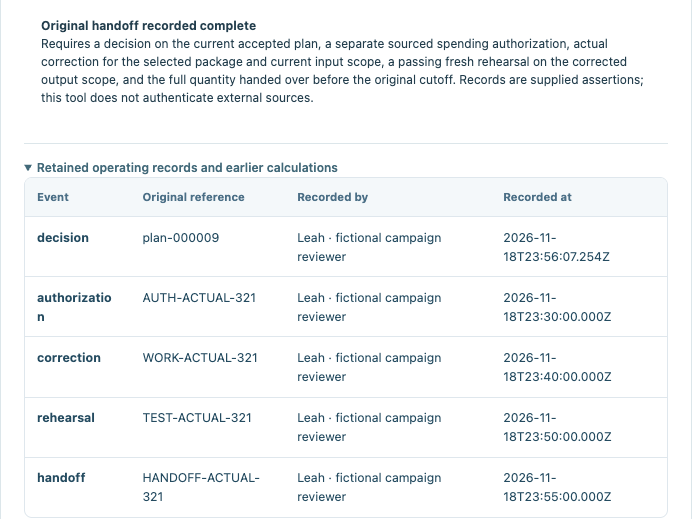 Original handoff recorded complete
Requires a decision on the current accepted plan, a separate sourced spending authorization, actual
correction for the selected package and current input scope, a passing fresh rehearsal on the corrected
output scope, and the full quantity handed over before the original cutoff. Records are supplied assertions;
this tool does not authenticate external sources.
▼ Retained operating records and earlier calculations
Event Original reference Recorded by Recorded at
decision plan-000009 Leah · fictional campaign 2026-11-
reviewer 18T23:56:07.254Z
authorizatio AUTH-ACTUAL-321 Leah · fictional campaign 2026-11-
n reviewer 18T23:30:00.000Z
correction WORK-ACTUAL-321 Leah · fictional campaign 2026-11-
reviewer 18T23:40:00.000Z
rehearsal TEST-ACTUAL-321 Leah · fictional campaign 2026-11-
reviewer 18T23:50:00.000Z
handoff HANDOFF-ACTUAL- Leah · fictional campaign 2026-11-
321 reviewer 18T23:55:00.000Z